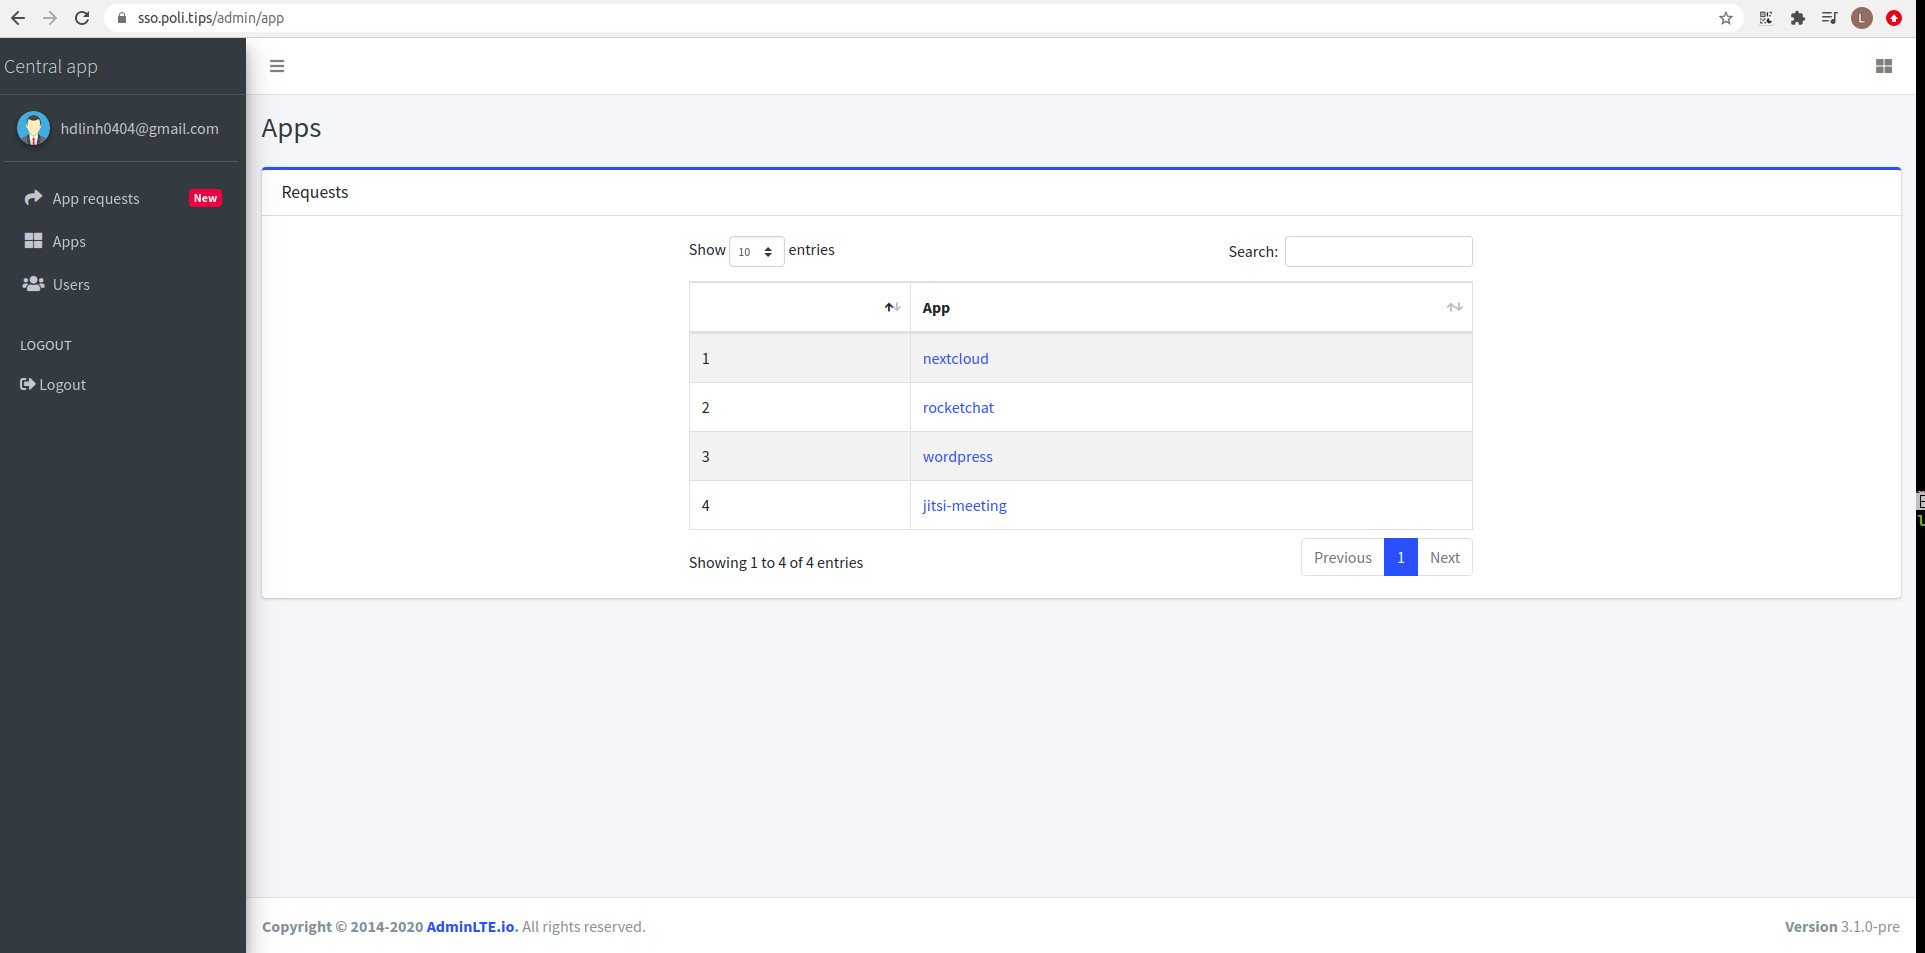 sso.poli.tips/admin/app
L
Central app
hdlinh0404@gmail.com
App requests New
Apps
Users
LOGOUT
Logout
Apps
Requests
Show 10 entries
Search:
App
1 nextcloud
2 rocketchat
3 wordpress
4 jitsi-meeting
Showing 1 to 4 of 4 entries
Previous 1 Next
Copyright © 2014-2020 AdminLTE.io. All rights reserved.
Version 3.1.0-pre